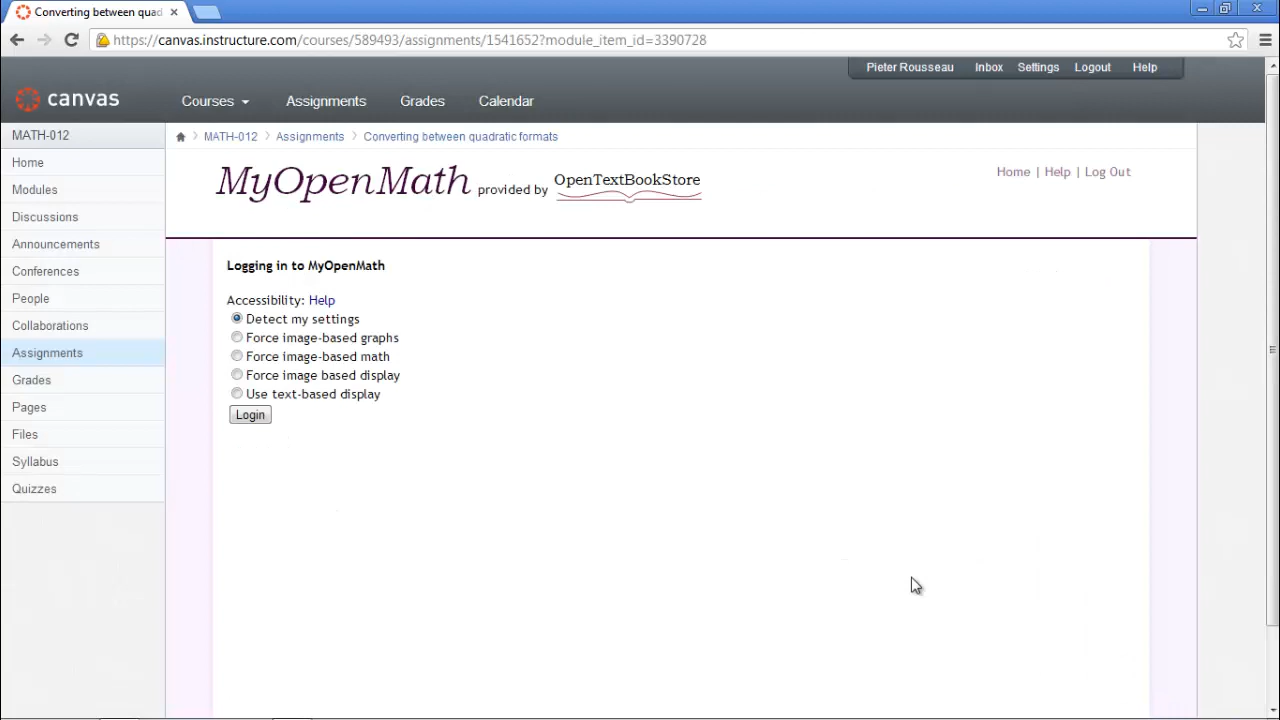 Converting between quad
https://canvas.instructure.com/courses/589493/assignments/1541652?module_item_id=3390728
Pieter Rousseau Inbox Settings Logout Help
canvas Courses Assignments Grades Calendar
MATH-012
Home
Modules
Discussions
Announcements
Conferences
People
Collaborations
Assignments
Grades
Pages
Files
Syllabus
Quizzes
MATH-012 Assignments Converting between quadratic formats
MyOpenMath provided by OpenTextBookStore
Home | Help | Log Out
Logging in to MyOpenMath
Accessibility: Help
Detect my settings
Force image-based graphs
Force image-based math
Force image based display
Use text-based display
Login